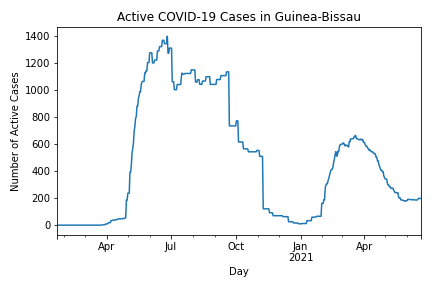 Active COVID-19 Cases in Guinea-Bissau
1400
1200
1000
800
600
400
200
0
Number of Active Cases
Apr
Jul
Oct
Jan
2021
Apr
Day